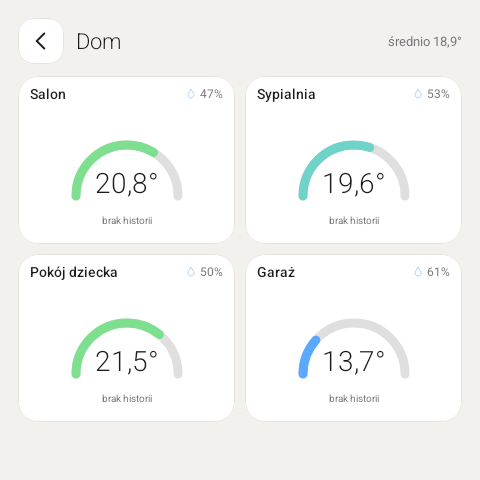 Dom
średnio 18,9°
Salon
47%
20,8°
brak historii
Sypialnia
53%
19,6°
brak historii
Pokój dziecka
50%
21,5°
brak historii
Garaż
61%
13,7°
brak historii